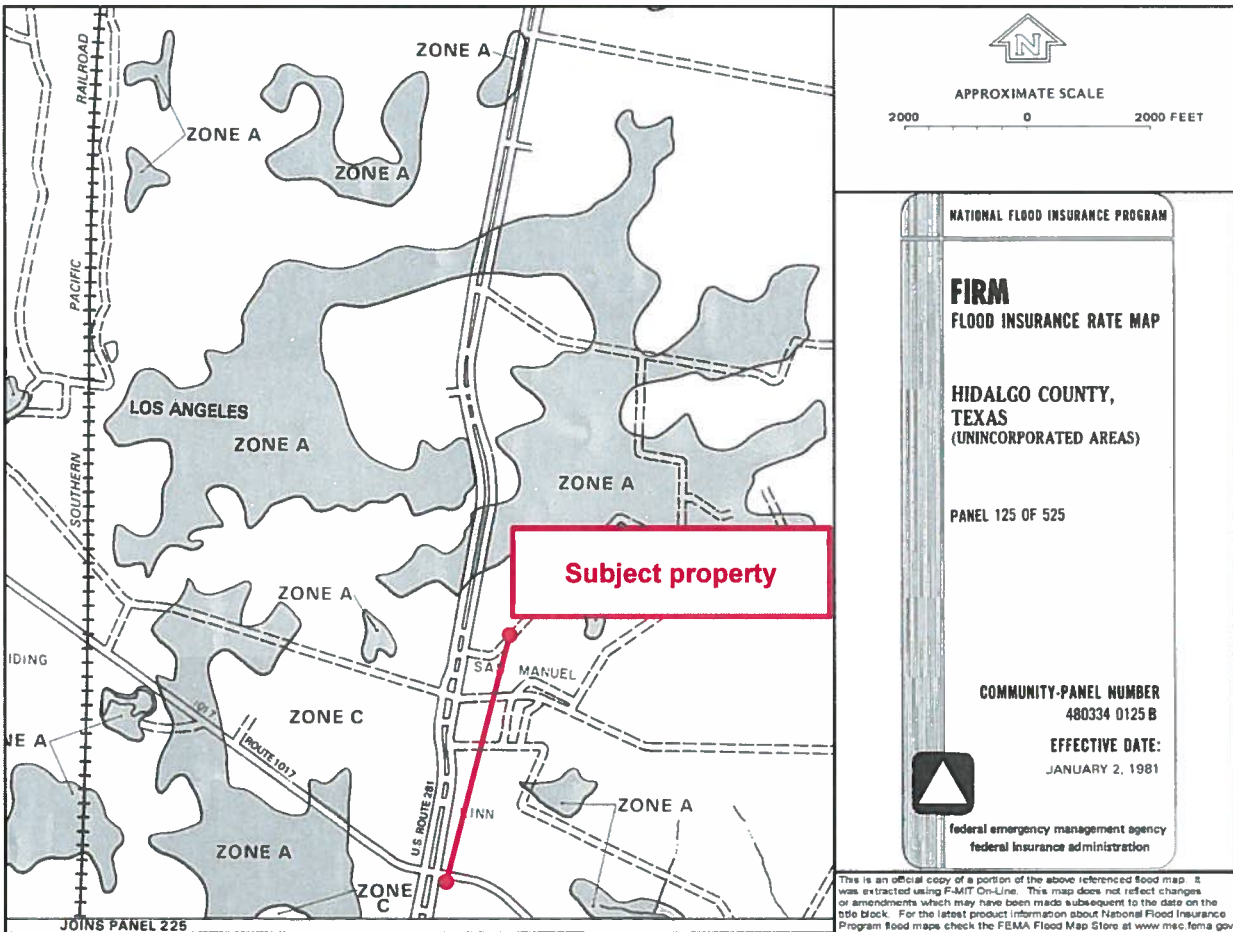 RAILROAD
ZONE A
ZONE A
ZONE A
PACIFIC
LOS ANGELES
ZONE A
ZONE A
SOUTHERN
Subject property
ZONE A
MANUEL
ZONE C
1017
ROUTE 1017
U.S. ROUTE 281
ZONE A
ZONE A
ZONE
C
JOINS PANEL 225
N
APPROXIMATE SCALE
2000 0 2000 FEET
NATIONAL FLOOD INSURANCE PROGRAM
FIRM
FLOOD INSURANCE RATE MAP
HIDALGO COUNTY,
TEXAS
(UNINCORPORATED AREAS)
PANEL 125 OF 525
COMMUNITY-PANEL NUMBER
480334 0125 B
EFFECTIVE DATE:
JANUARY 2, 1981
federal emergency management agency
federal insurance administration
This is an official copy of a portion of the above referenced flood map. It
was extracted using F-MIT On-Line. This map does not reflect changes
or amendments which may have been made subsequent to the date on the
title block. For the latest product information about National Flood Insurance
Program flood maps check the FEMA Flood Map Store at www.msc.fema.gov